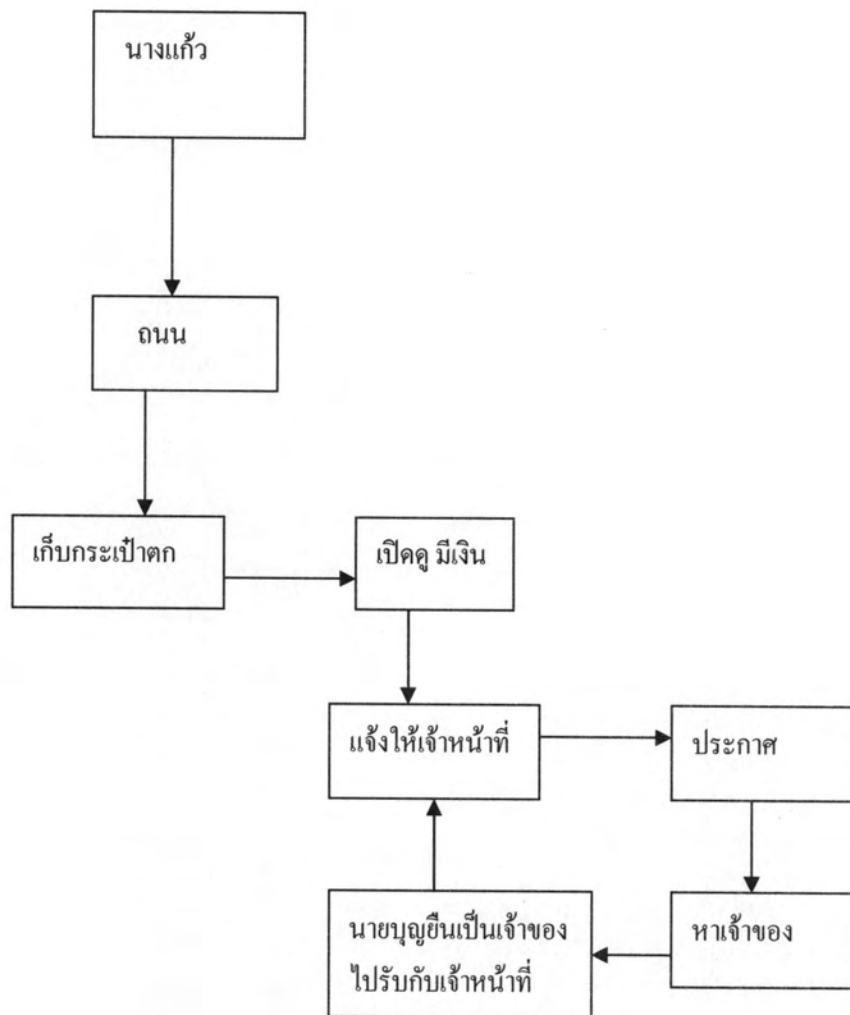 นางแก้ว
ถนน
เก็บกระเป๋าตก
เปิดดู มีเงิน
แจ้งให้เจ้าหน้าที่
ประกาศ
หาเจ้าของ
นายบุญยืนเป็นเจ้าของ
ไปรับกับเจ้าหน้าที่